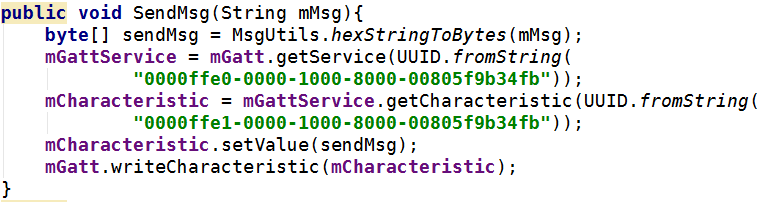 public void SendMsg(String mMsg){
    byte[] sendMsg = MsgUtils.hexStringToBytes(mMsg);
    mGattService = mGatt.getService(UUID.fromString(
            "0000ffe0-0000-1000-8000-00805f9b34fb"));
    mCharacteristic = mGattService.getCharacteristic(UUID.fromString(
            "0000ffe1-0000-1000-8000-00805f9b34fb"));
    mCharacteristic.setValue(sendMsg);
    mGatt.writeCharacteristic(mCharacteristic);
}